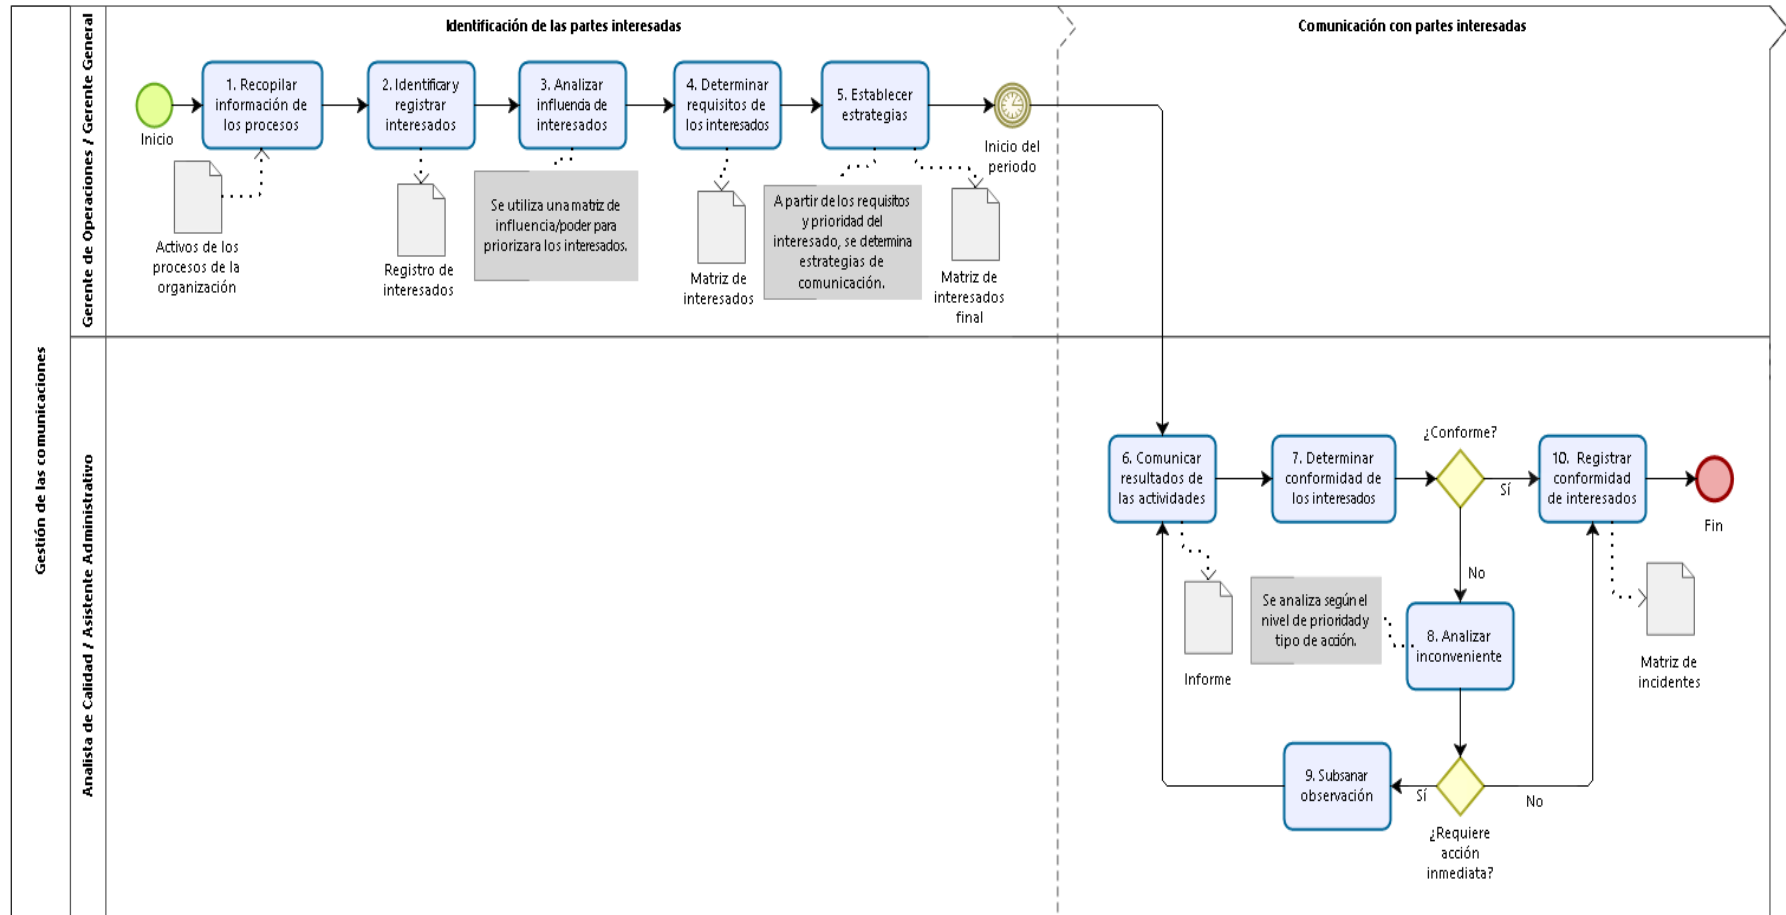 Gestión de las comunicaciones
Gerente de Operaciones / Gerente General
Identificación de las partes interesadas
Comunicación con partes interesadas
Inicio
1. Recopilar
información de
los procesos
2. Identificar y
registrar
interesados
3. Analizar
influencia de
interesados
4. Determinar
requisitos de
los interesados
5. Establecer
estrategias
Inicio del
periodo
Activos de los
procesos de la
organización
Registro de
interesados
Se utiliza una matriz de
influencia/poder para
priorizar a los interesados.
Matriz de
interesados
A partir de los requisitos
y prioridad del
interesado, se determina
estrategias de
comunicación.
Matriz de
interesados
final
Analista de Calidad / Asistente Administrativo
6. Comunicar
resultados de
las actividades
7. Determinar
conformidad de
los interesados
¿Conforme?
Sí
No
10. Registrar
conformidad
de interesados
Fin
Informe
Se analiza según el
nivel de prioridad y
tipo de acción.
8. Analizar
inconveniente
Matriz de
incidentes
9. Subsanar
observación
Sí
No
¿Requiere
acción
inmediata?